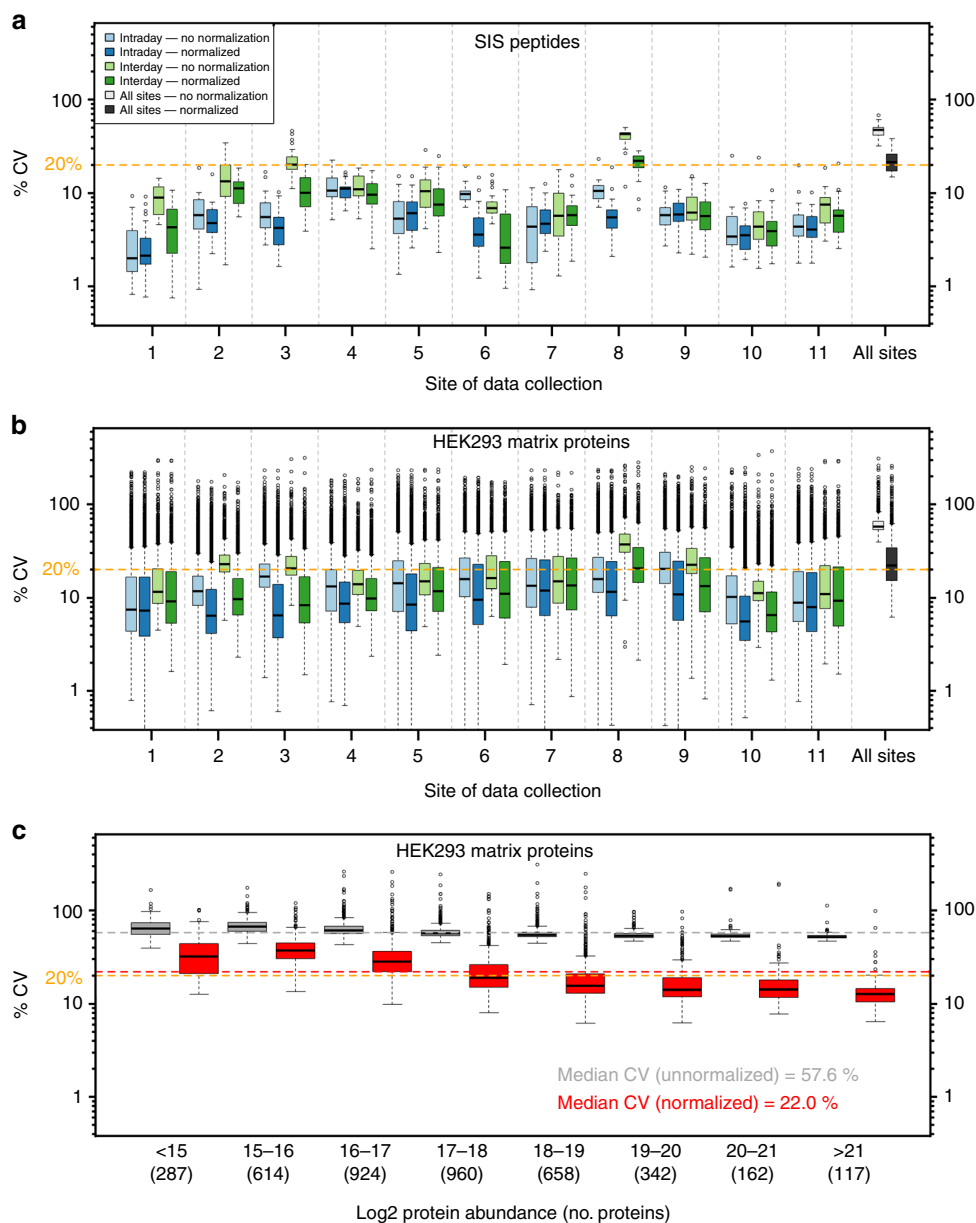 a
SIS peptides
Intraday — no normalization
Intraday — normalized
Interday — no normalization
Interday — normalized
All sites — no normalization
All sites — normalized
100
20%
10
1
% CV
100
10
1
1 2 3 4 5 6 7 8 9 10 11 All sites
Site of data collection
b
HEK293 matrix proteins
100
20%
10
1
% CV
100
10
1
1 2 3 4 5 6 7 8 9 10 11 All sites
Site of data collection
c
HEK293 matrix proteins
100
20%
10
1
% CV
100
10
1
Median CV (unnormalized) = 57.6 %
Median CV (normalized) = 22.0 %
<15 15–16 16–17 17–18 18–19 19–20 20–21 >21
(287) (614) (924) (960) (658) (342) (162) (117)
Log2 protein abundance (no. proteins)